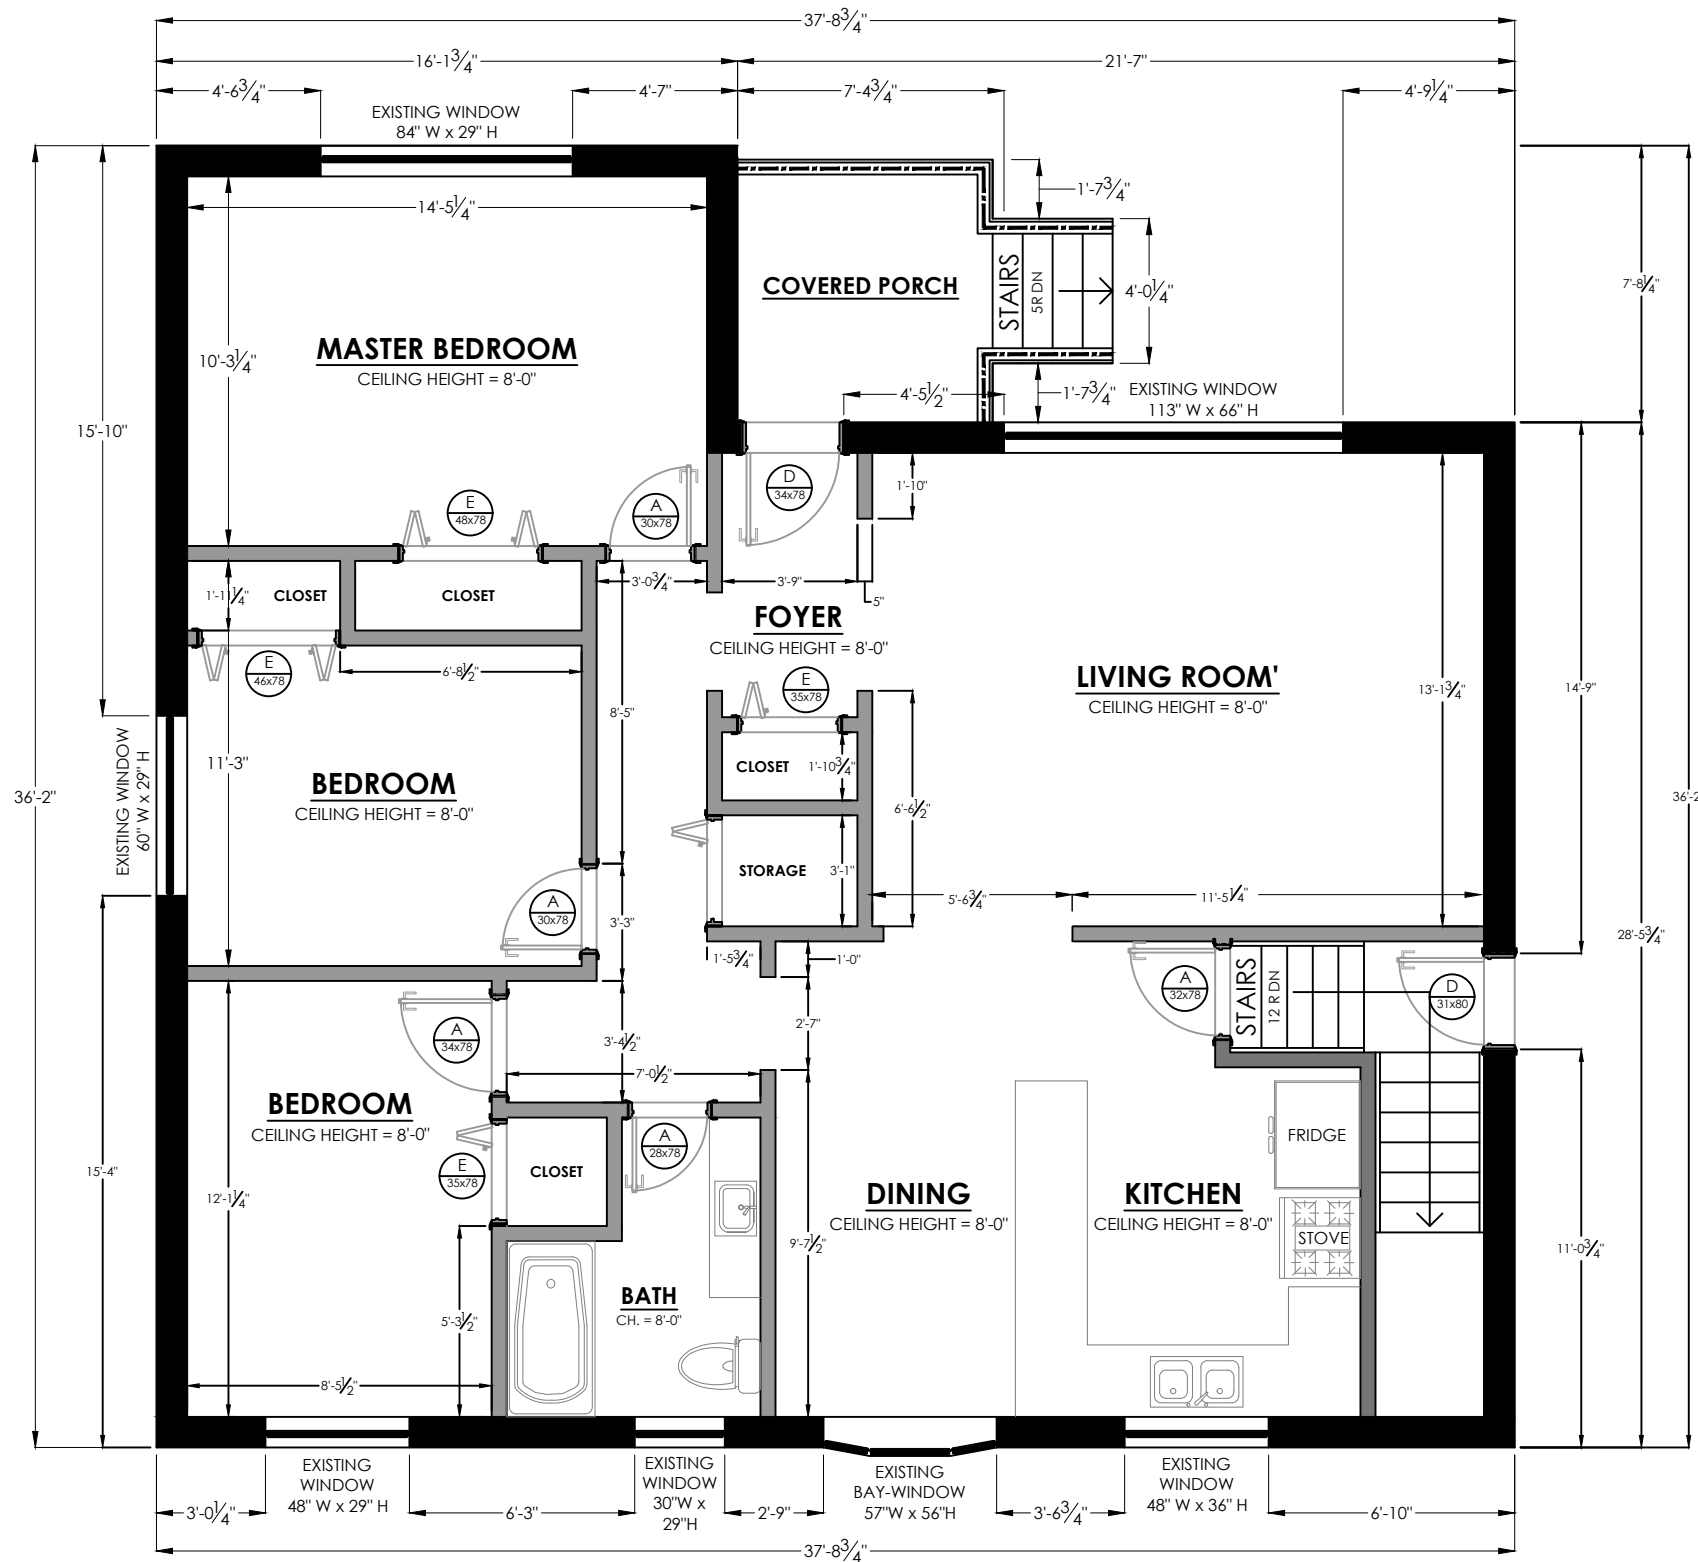 37'-8 3/4"
16'-1 3/4"
21'-7"
4'-6 3/4"
4'-7"
7'-4 3/4"
4'-9 1/4"
EXISTING WINDOW
84" W x 29" H
14'-5 1/4"
1'-7 3/4"
COVERED PORCH
STAIRS
5R DN
4'-0 1/4"
7'-8 1/4"
MASTER BEDROOM
CEILING HEIGHT = 8'-0"
10'-3 1/4"
4'-5 1/2"
1'-7 3/4"
EXISTING WINDOW
113" W x 66" H
15'-10"
E
48x78
A
30x78
D
34x78
1'-10"
1'-11 1/4"
CLOSET
CLOSET
3'-0 3/4"
3'-9"
5"
FOYER
CEILING HEIGHT = 8'-0"
E
46x78
6'-8 1/2"
E
35x78
LIVING ROOM'
CEILING HEIGHT = 8'-0"
13'-1 3/4"
14'-9"
8'-5"
36'-2"
EXISTING WINDOW
60" W x 29" H
11'-3"
BEDROOM
CEILING HEIGHT = 8'-0"
CLOSET
1'-10 3/4"
6'-6 1/2"
36'-2
STORAGE
3'-1"
5'-6 3/4"
11'-5 1/4"
A
30x78
3'-3"
28'-5 3/4"
1'-5 3/4"
1'-0"
A
32x78
STAIRS
12 R DN
D
31x80
A
34x78
3'-4 1/2"
2'-7"
7'-0 1/2"
BEDROOM
CEILING HEIGHT = 8'-0"
A
28x78
FRIDGE
15'-4"
E
35x78
CLOSET
12'-1 1/4"
DINING
CEILING HEIGHT = 8'-0"
KITCHEN
CEILING HEIGHT = 8'-0"
STOVE
9'-7 1/2"
11'-0 3/4"
BATH
CH. = 8'-0"
5'-3 1/2"
8'-5 1/2"
EXISTING
WINDOW
48" W x 29" H
EXISTING
WINDOW
30"W x
29"H
EXISTING
BAY-WINDOW
57"W x 56"H
EXISTING
WINDOW
48" W x 36" H
3'-0 1/4"
6'-3"
2'-9"
3'-6 3/4"
6'-10"
37'-8 3/4"